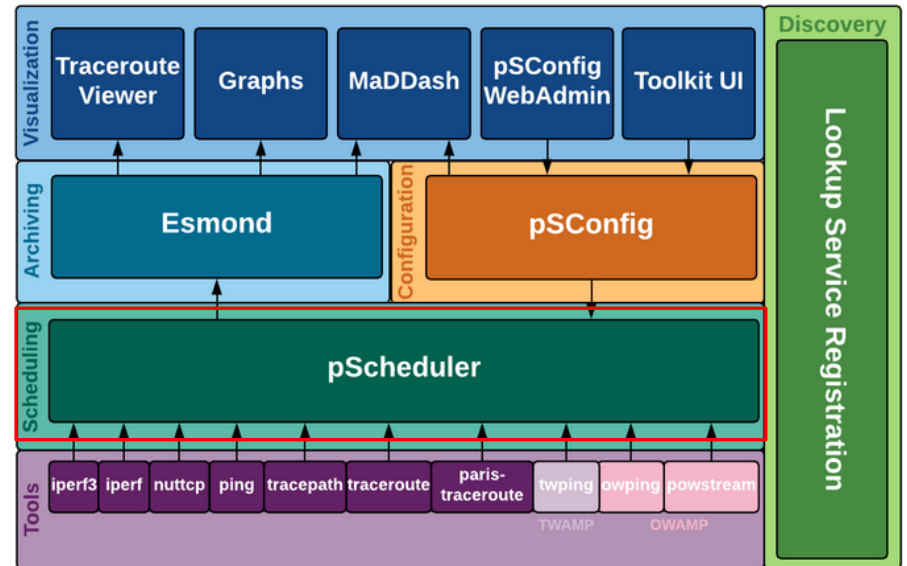 Visualization
Traceroute
Viewer
Graphs
MaDDash
pSConfig
WebAdmin
Toolkit UI
Discovery
Lookup Service Registration
Archiving
Esmond
Configuration
pSConfig
Scheduling
pScheduler
Tools
iperf3
iperf
nuttcp
ping
tracepath
traceroute
paris-
traceroute
twping
owping
powstream
TWAMP
OWAMP